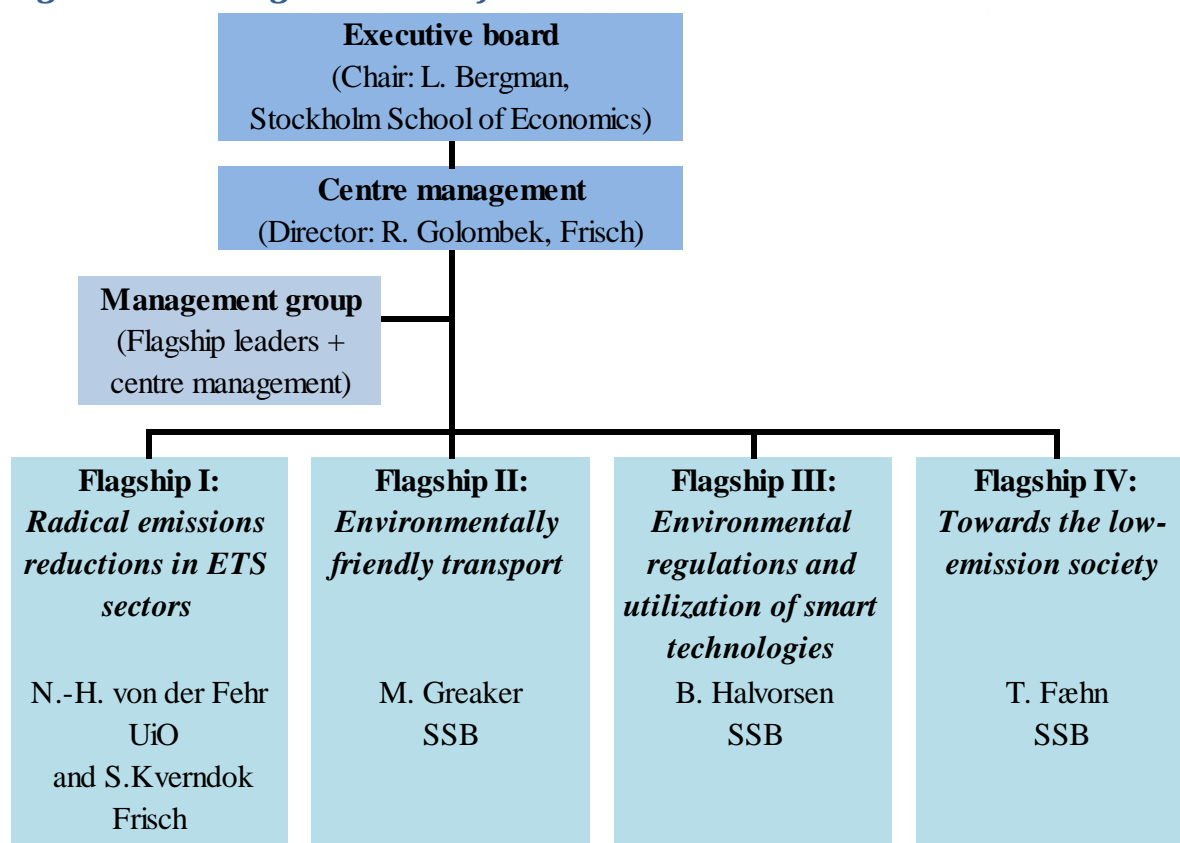 Executive board
(Chair: L. Bergman,
Stockholm School of Economics)
Centre management
(Director: R. Golombek, Frisch)
Management group
(Flagship leaders +
centre management)
Flagship I:
Radical emissions
reductions in ETS
sectors
N.-H. von der Fehr
UiO
and S.Kverndok
Frisch
Flagship II:
Environmentally
friendly transport
M. Greaker
SSB
Flagship III:
Environmental
regulations and
utilization of smart
technologies
B. Halvorsen
SSB
Flagship IV:
Towards the low-
emission society
T. Fæhn
SSB